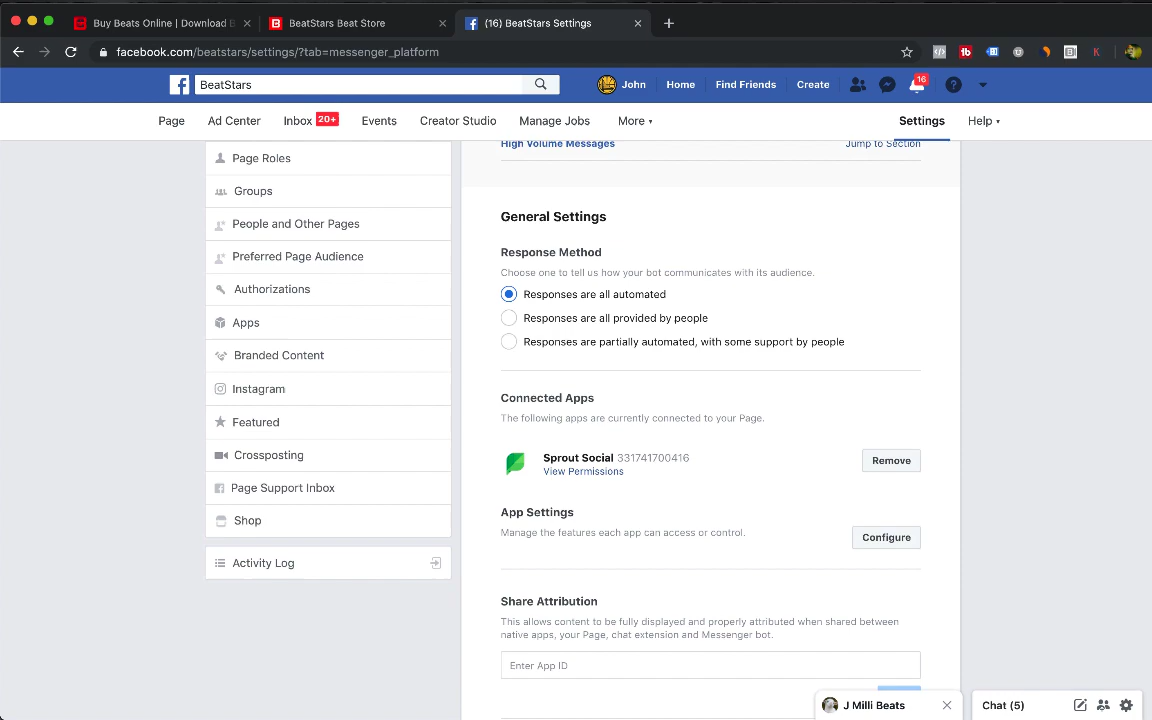 Buy Beats Online | Download B
BeatStars Beat Store
(16) BeatStars Settings
facebook.com/beatstars/settings/?tab=messenger_platform
BeatStars
John
Home
Find Friends
Create
16
Page
Ad Center
Inbox 20+
Events
Creator Studio
Manage Jobs
More
Settings
Help
Page Roles
Groups
People and Other Pages
Preferred Page Audience
Authorizations
Apps
Branded Content
Instagram
Featured
Crossposting
Page Support Inbox
Shop
Activity Log
High Volume Messages
Jump to Section
General Settings
Response Method
Choose one to tell us how your bot communicates with its audience.
Responses are all automated
Responses are all provided by people
Responses are partially automated, with some support by people
Connected Apps
The following apps are currently connected to your Page.
Sprout Social 331741700416
View Permissions
Remove
App Settings
Manage the features each app can access or control.
Configure
Share Attribution
This allows content to be fully displayed and properly attributed when shared between
native apps, your Page, chat extension and Messenger bot.
Enter App ID
J Milli Beats
Chat (5)